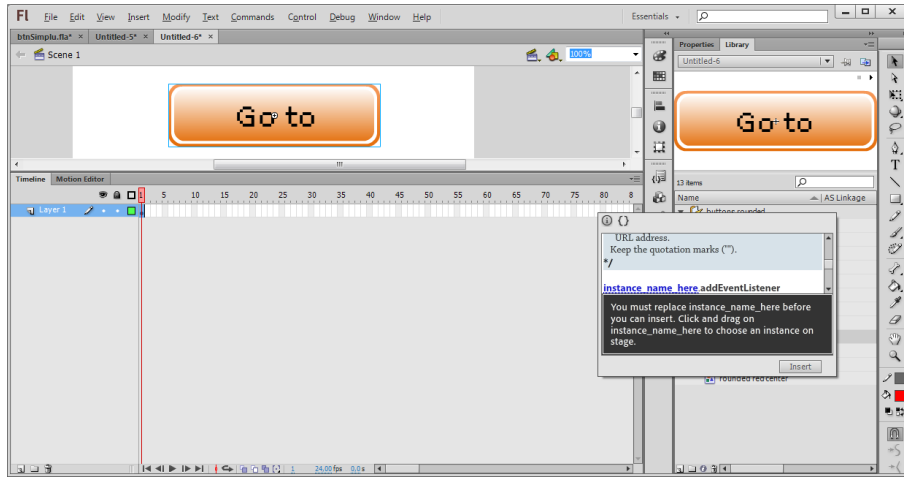 Fl File Edit View Insert Modify Text Commands Control Debug Window Help Essentials
btnSimplu.fla* × Untitled-5* × Untitled-6* ×
Scene 1 100%
Properties Library
Untitled-6
Go to
Go to
13 items
Name AS Linkage
buttons rounded
Timeline Motion Editor
1 5 10 15 20 25 30 35 40 45 50 55 60 65 70 75 80 8
Layer 1
URL address.
Keep the quotation marks ("").
*/
instance_name_here.addEventListener
You must replace instance_name_here before
you can insert. Click and drag on
instance_name_here to choose an instance on
stage.
Insert
rounded red center
1 24,00 fps 0,0 s